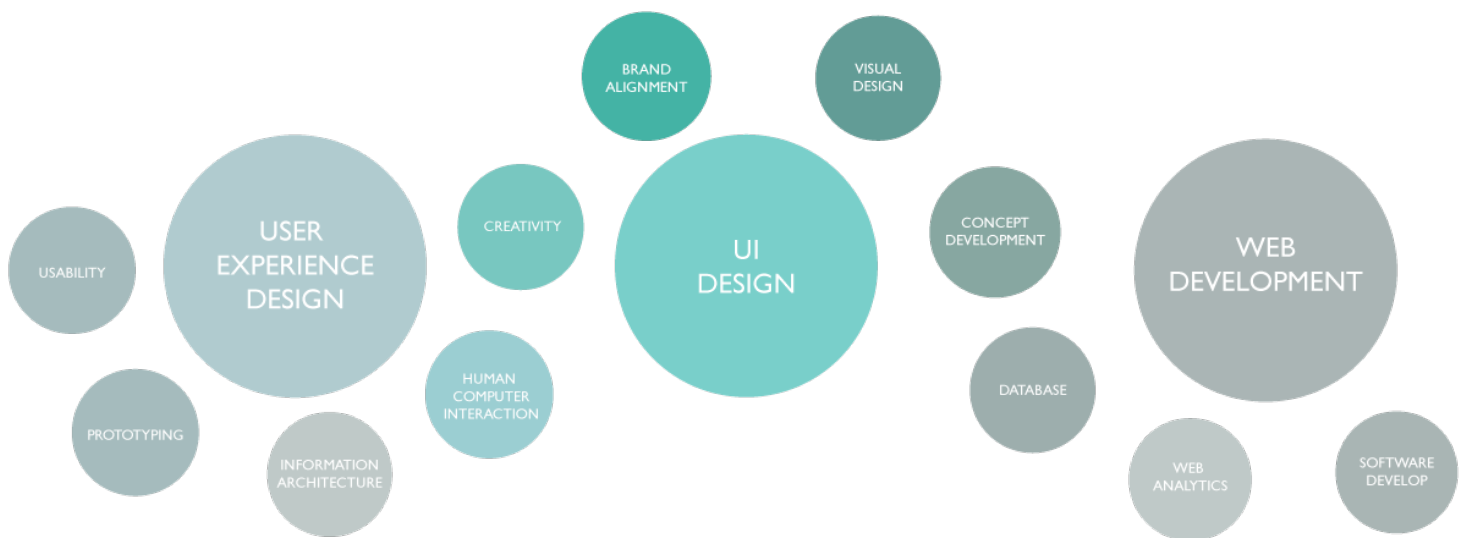 BRAND
ALIGNMENT
VISUAL
DESIGN
USER
EXPERIENCE
DESIGN
CREATIVITY
UI
DESIGN
CONCEPT
DEVELOPMENT
WEB
DEVELOPMENT
USABILITY
HUMAN
COMPUTER
INTERACTION
DATABASE
PROTOTYPING
INFORMATION
ARCHITECTURE
WEB
ANALYTICS
SOFTWARE
DEVELOP